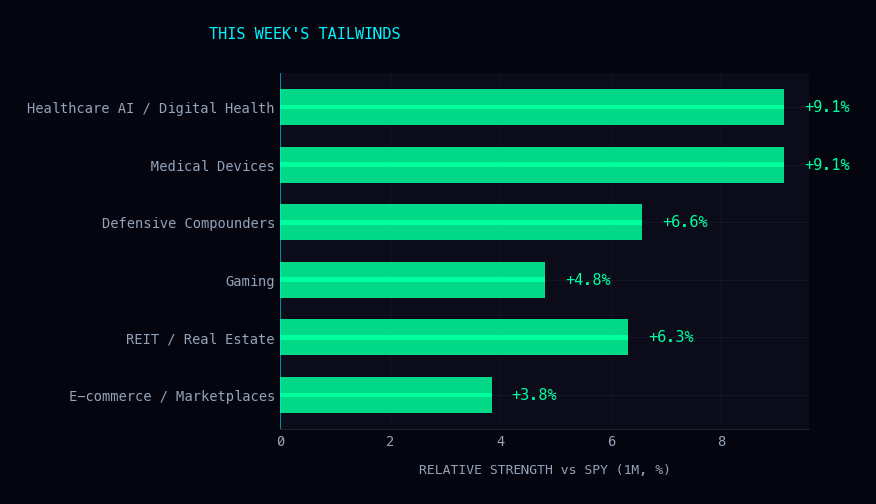 THIS WEEK'S TAILWINDS
Healthcare AI / Digital Health +9.1%
Medical Devices +9.1%
Defensive Compounders +6.6%
Gaming +4.8%
REIT / Real Estate +6.3%
E−commerce / Marketplaces +3.8%
0 2 4 6 8
RELATIVE STRENGTH vs SPY (1M, %)